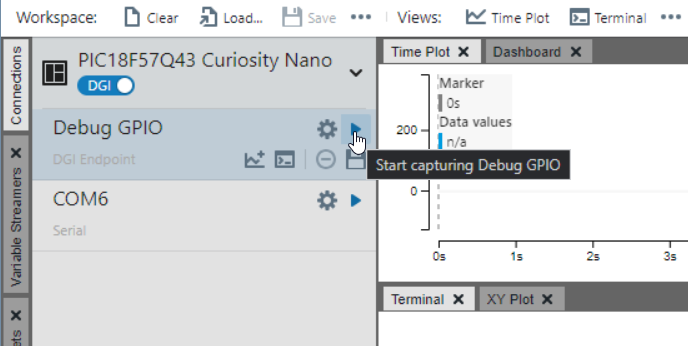 Workspace: Clear Load... Save ••• Views: Time Plot Terminal •••
Connections
Variable Streamers
ets
PIC18F57Q43 Curiosity Nano
DGI
Debug GPIO
DGI Endpoint
Start capturing Debug GPIO
COM6
Serial
Time Plot
Dashboard
Marker
0s
Data values
n/a
200
0
0s 1s 2s 3s
Terminal
XY Plot